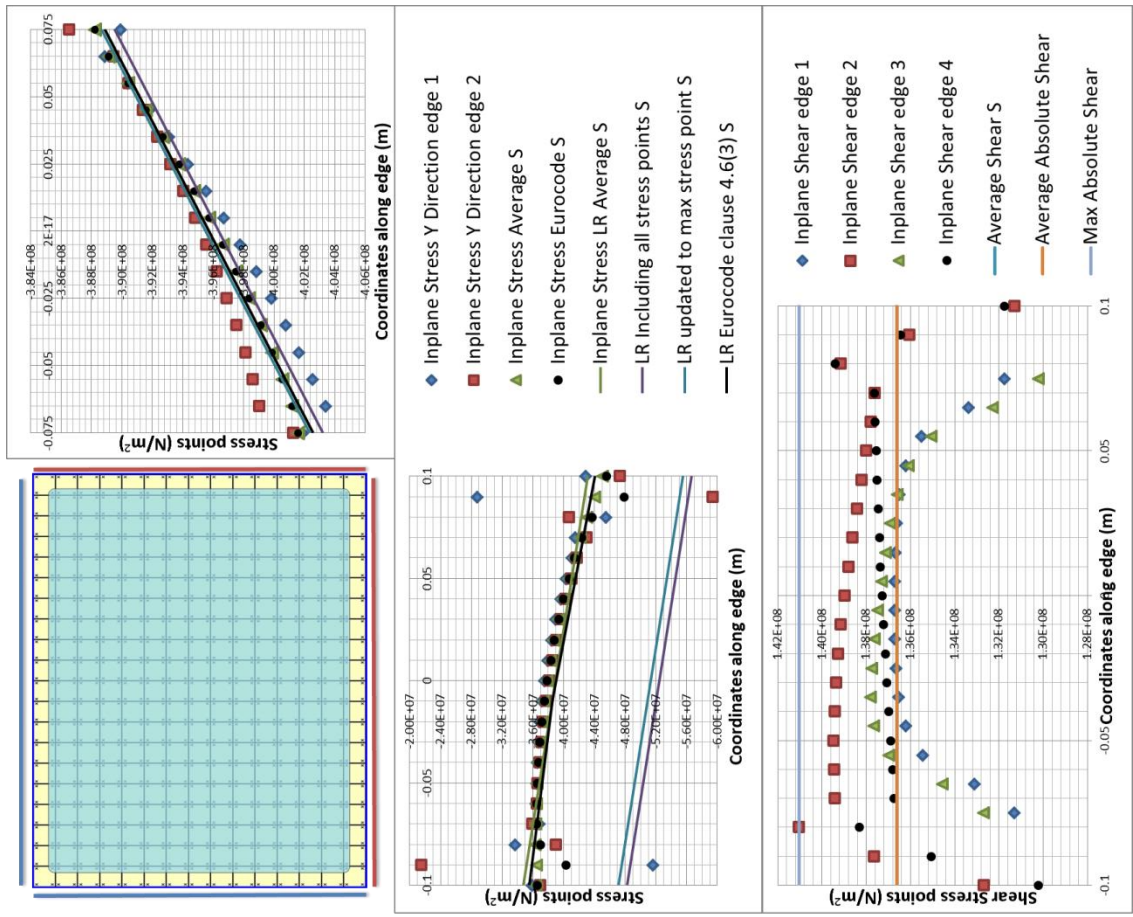 Stress points (N/m²)
-3.84E+08
-3.86E+08
-3.88E+08
-3.90E+08
-3.92E+08
-3.94E+08
-3.96E+08
-3.98E+08
-4.00E+08
-4.02E+08
-4.04E+08
-4.06E+08
-0.075
-0.05
-0.025
2E-17
0.025
0.05
0.075
Coordinates along edge (m)
Stress points (N/m²)
-2.00E+07
-2.40E+07
-2.80E+07
-3.20E+07
-3.60E+07
-4.00E+07
-4.40E+07
-4.80E+07
-5.20E+07
-5.60E+07
-6.00E+07
-0.1
-0.05
0
0.05
0.1
Coordinates along edge (m)
Inplane Stress Y Direction edge 1
Inplane Stress Y Direction edge 2
Inplane Stress Average S
Inplane Stress Eurocode S
Inplane Stress LR Average S
LR Including all stress points S
LR updated to max stress point S
LR Eurocode clause 4.6(3) S
Shear Stress points (N/m²)
1.42E+08
1.40E+08
1.38E+08
1.36E+08
1.34E+08
1.32E+08
1.30E+08
1.28E+08
-0.1
-0.05
0
0.05
0.1
Coordinates along edge (m)
Inplane Shear edge 1
Inplane Shear edge 2
Inplane Shear edge 3
Inplane Shear edge 4
Average Shear S
Average Absolute Shear
Max Absolute Shear